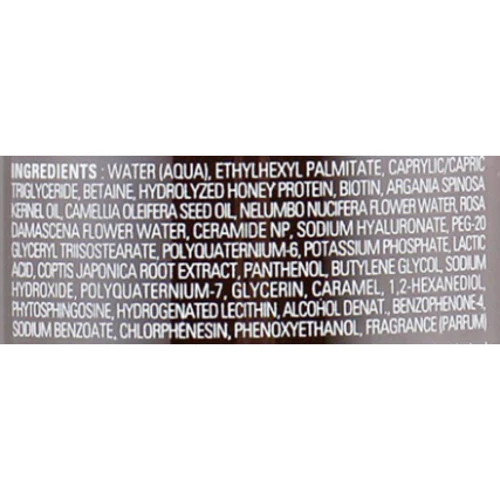 INGREDIENTS : WATER (AQUA), ETHYLHEXYL PALMITATE, CAPRYLIC/CAPRIC
TRIGLYCERIDE, BETAINE, HYDROLYZED HONEY PROTEIN, BIOTIN, ARGANIA SPINOSA
KERNEL OIL, CAMELLIA OLEIFERA SEED OIL, NELUMBO NUCIFERA FLOWER WATER, ROSA
DAMASCENA FLOWER WATER, CERAMIDE NP, SODIUM HYALURONATE, PEG-20
GLYCERYL TRIISOSTEARATE, POLYQUATERNIUM-6, POTASSIUM PHOSPHATE, LACTIC
ACID, COPTIS JAPONICA ROOT EXTRACT, PANTHENOL, BUTYLENE GLYCOL, SODIUM
HYDROXIDE, POLYQUATERNIUM-7, GLYCERIN, CARAMEL, 1,2-HEXANEDIOL,
PHYTOSPHINGOSINE, HYDROGENATED LECITHIN, ALCOHOL DENAT., BENZOPHENONE-4,
SODIUM BENZOATE, CHLORPHENESIN, PHENOXYETHANOL, FRAGRANCE (PARFUM)